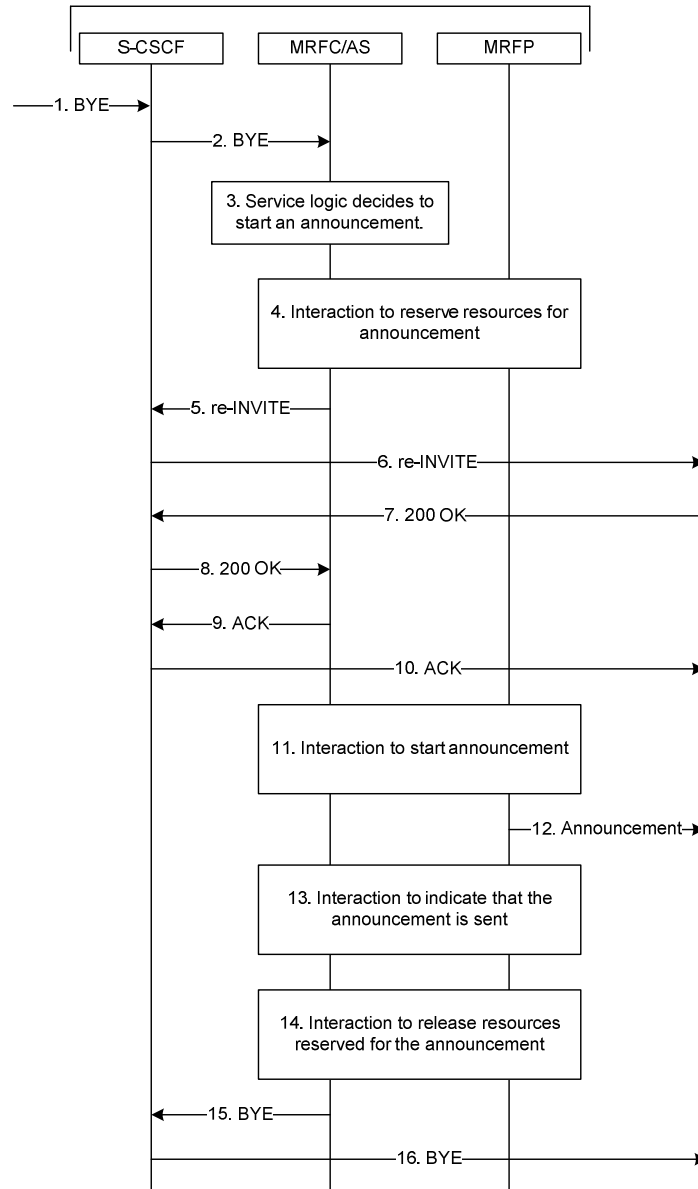 S-CSCF
MRFC/AS
MRFP
1. BYE
2. BYE
3. Service logic decides to
start an announcement.
4. Interaction to reserve resources for
announcement
5. re-INVITE
6. re-INVITE
7. 200 OK
8. 200 OK
9. ACK
10. ACK
11. Interaction to start announcement
12. Announcement
13. Interaction to indicate that the
announcement is sent
14. Interaction to release resources
reserved for the announcement
15. BYE
16. BYE